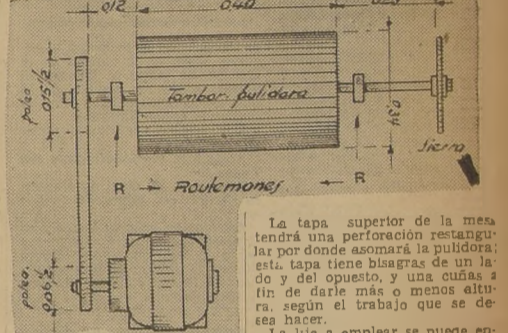 012
0,40
polea
0,15 1/2
Tambor pulidora
0,34
Sierra
R
Roulemanes
R
polea
0,06 1/2
La tapa superior de la mesa
tendrá una perforación restangu-
lar por donde asomará la pulidora;
esta tapa tiene bisagras de un la-
do y del opuesto, y una cuñas a
fin de darle más o menos altu-
ra, según el trabajo que se de-
sea hacer.